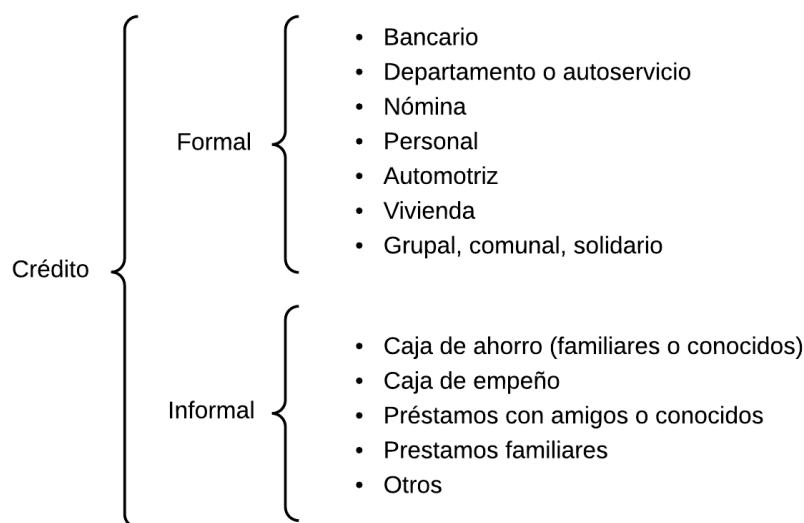 Crédito
Formal
• Bancario
• Departamento o autoservicio
• Nómina
• Personal
• Automotriz
• Vivienda
• Grupal, comunal, solidario
Informal
• Caja de ahorro (familiares o conocidos)
• Caja de empeño
• Préstamos con amigos o conocidos
• Prestamos familiares
• Otros